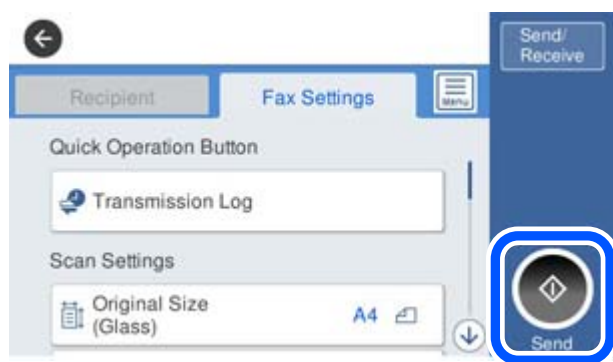 Send/
Receive
Recipient
Fax Settings
Menu
Quick Operation Button
Transmission Log
Scan Settings
Original Size
(Glass)
A4
Send